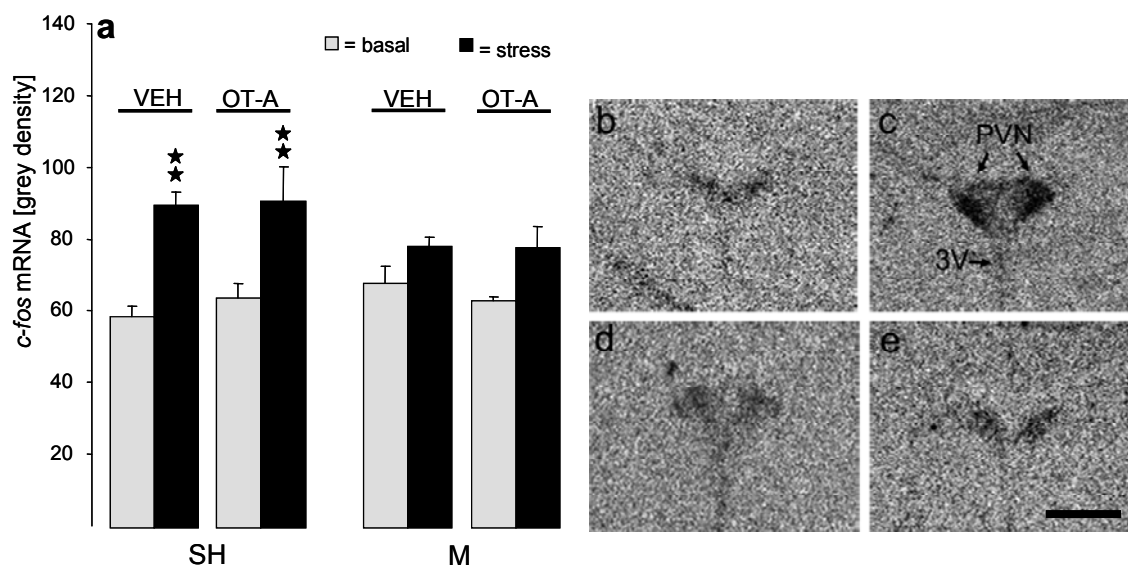 a
= basal
= stress
c-fos mRNA [grey density]
140
120
100
80
60
40
20
VEH
OT-A
VEH
OT-A
★★
★★
SH
M
b
c
PVN
3V
d
e